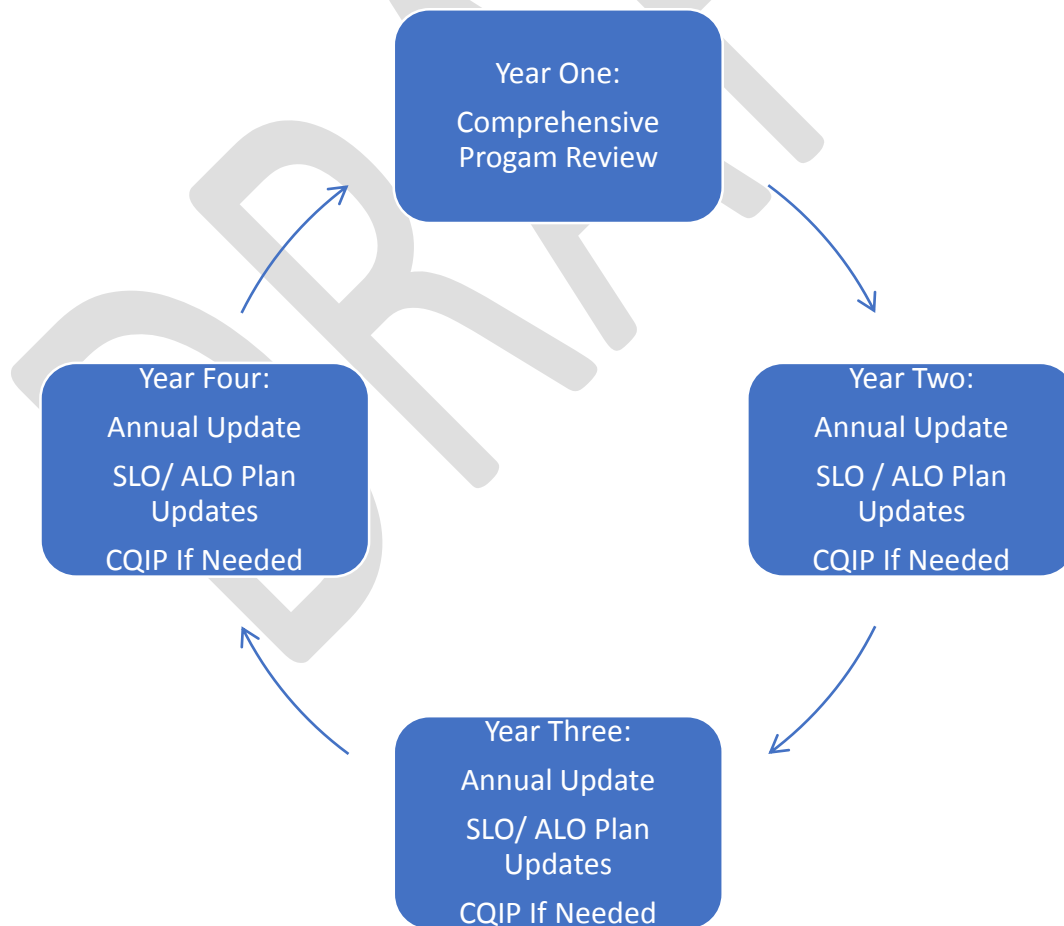 Year One:
Comprehensive
Progam Review
Year Four:
Annual Update
SLO/ ALO Plan
Updates
CQIP If Needed
Year Two:
Annual Update
SLO / ALO Plan
Updates
CQIP If Needed
Year Three:
Annual Update
SLO/ ALO Plan
Updates
CQIP If Needed
DRA